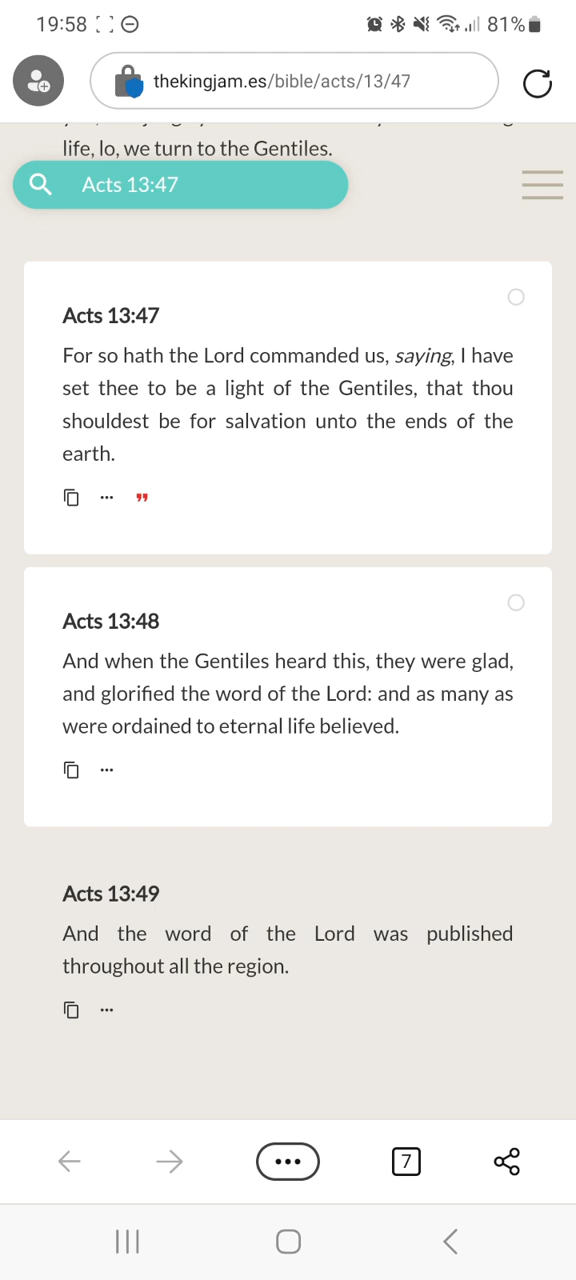 19:58 81%
thekingjam.es/bible/acts/13/47
life, lo, we turn to the Gentiles.
Acts 13:47
Acts 13:47
For so hath the Lord commanded us, saying, I have
set thee to be a light of the Gentiles, that thou
shouldest be for salvation unto the ends of the
earth.
Acts 13:48
And when the Gentiles heard this, they were glad,
and glorified the word of the Lord: and as many as
were ordained to eternal life believed.
Acts 13:49
And the word of the Lord was published
throughout all the region.
7